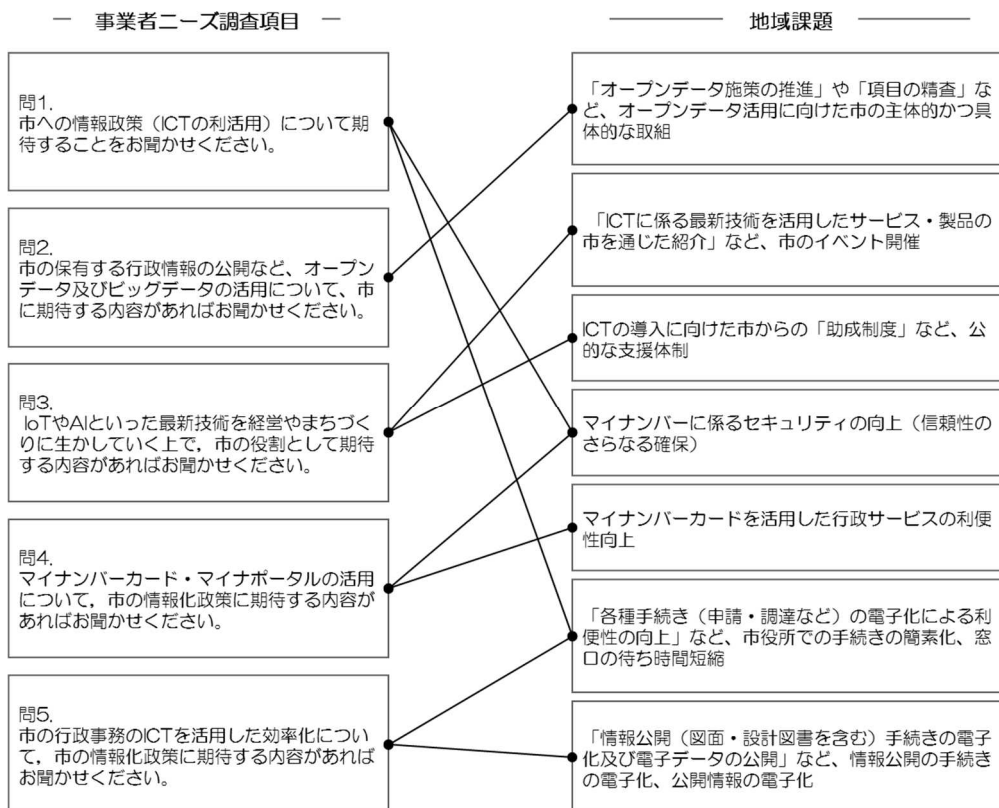 事業者ニーズ調査項目
問1.
市への情報政策（ICTの利活用）について期
待することをお聞かせください。
問2.
市の保有する行政情報の公開など、オープン
データ及びビッグデータの活用について、市
に期待する内容があればお聞かせください。
問3.
IoTやAIといった最新技術を経営やまちづく
りに生かしていく上で，市の役割として期待
する内容があればお聞かせください。
問4.
マイナンバーカード・マイナポータルの活用
について，市の情報化政策に期待する内容が
あればお聞かせください。
問5.
市の行政事務のICTを活用した効率化につい
て，市の情報化政策に期待する内容があれば
お聞かせください。
地域課題
「オープンデータ施策の推進」や「項目の精査」な
ど、オープンデータ活用に向けた市の主体的かつ具
体的な取組
「ICTに係る最新技術を活用したサービス・製品の
市を通じた紹介」など、市のイベント開催
ICTの導入に向けた市からの「助成制度」など、公
的な支援体制
マイナンバーに係るセキュリティの向上（信頼性の
さらなる確保）
マイナンバーカードを活用した行政サービスの利便
性向上
「各種手続き（申請・調達など）の電子化による利
便性の向上」など、市役所での手続きの簡素化、窓
口の待ち時間短縮
「情報公開（図面・設計図書を含む）手続きの電子
化及び電子データの公開」など、情報公開の手続き
の電子化、公開情報の電子化